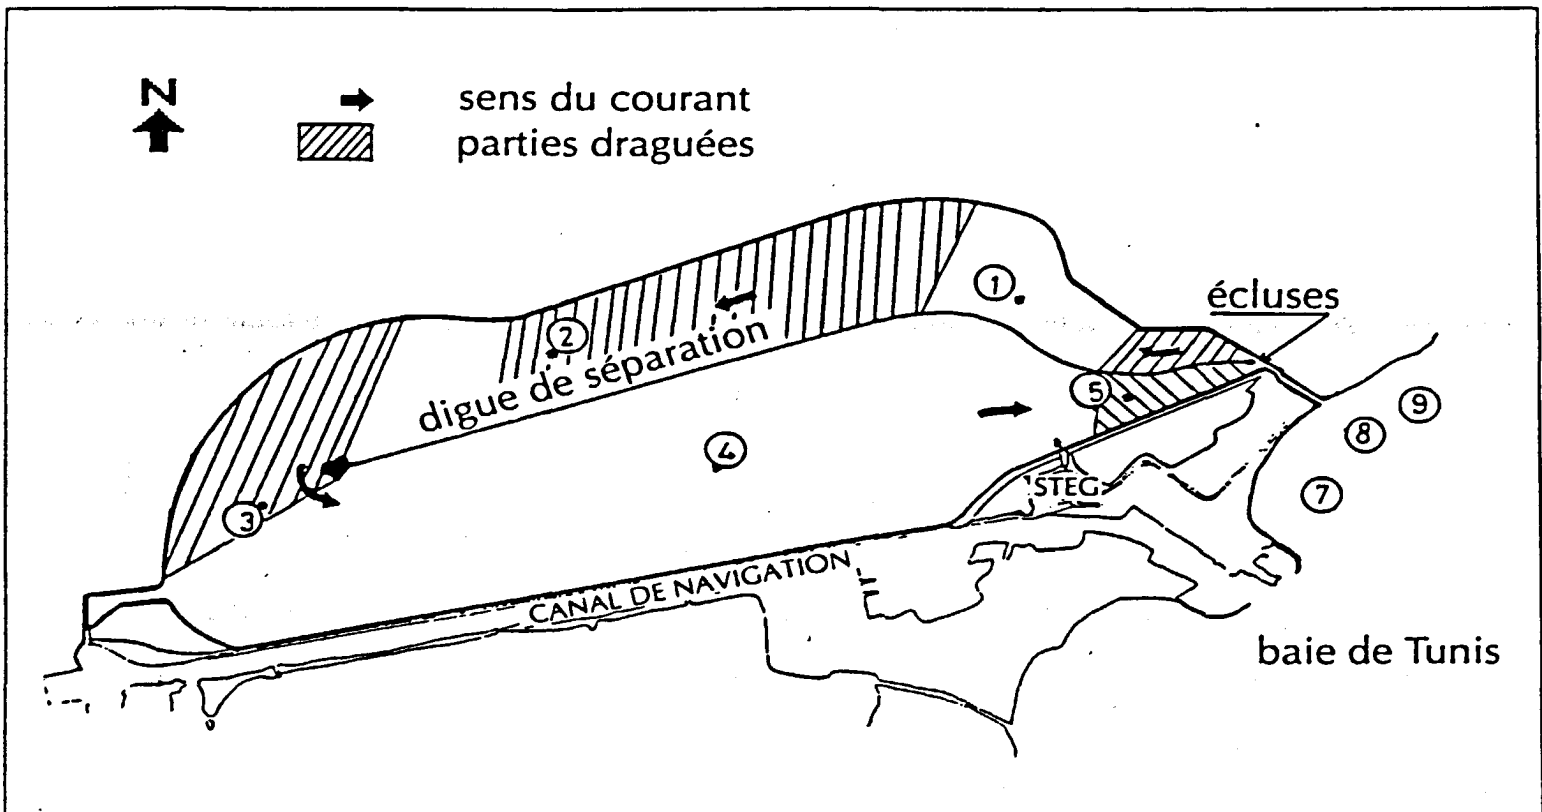 N
sens du courant
parties draguées
écluses
digue de séparation
STEG
CANAL DE NAVIGATION
baie de Tunis
1
2
3
4
5
7
8
9